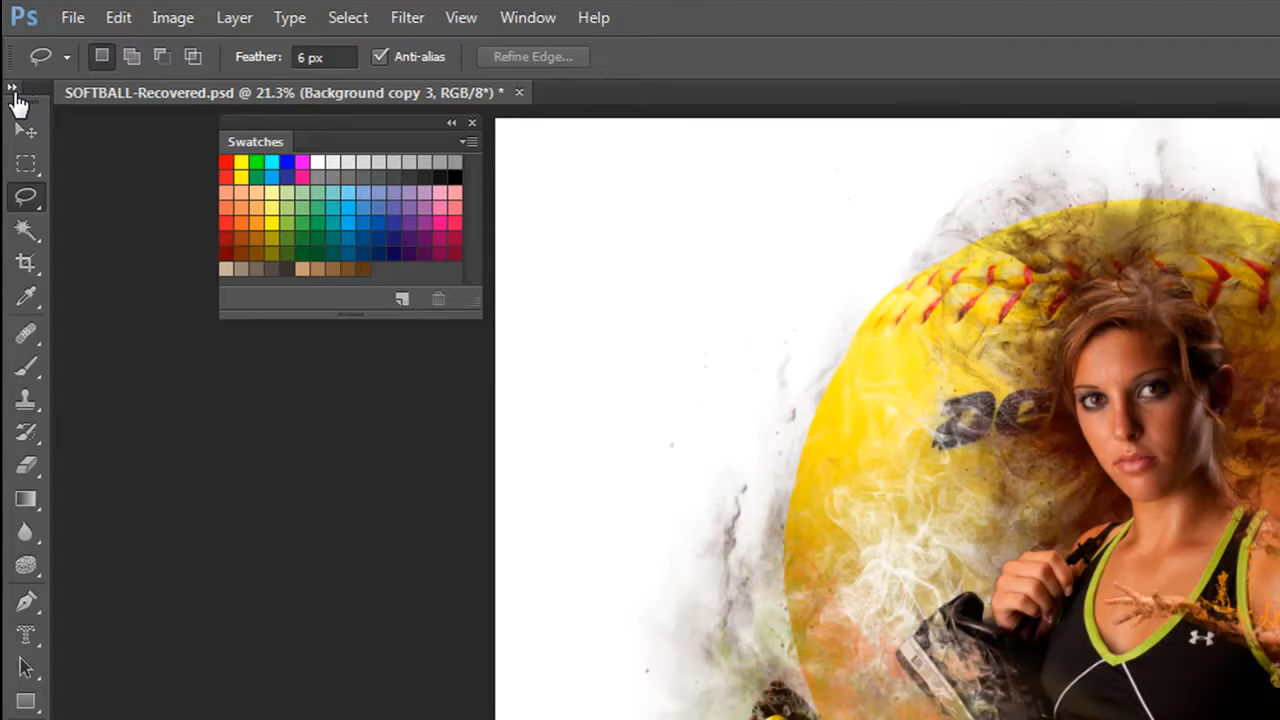 Ps File Edit Image Layer Type Select Filter View Window Help
Feather: 6 px Anti-alias Refine Edge...
SOFTBALL-Recovered.psd @ 21.3% (Background copy 3, RGB/8*) * ×
Swatches